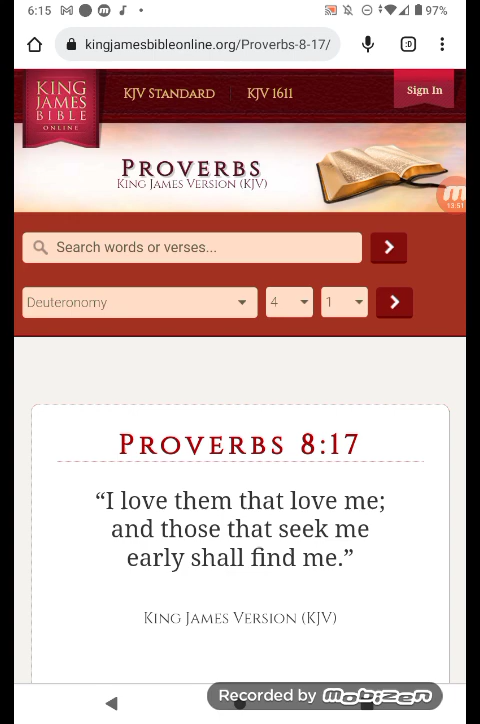 6:15
97%
kingjamesbibleonline.org/Proverbs-8-17/
:D
KING
JAMES
BIBLE
ONLINE
KJV STANDARD
KJV 1611
Sign In
PROVERBS
KING JAMES VERSION (KJV)
13:51
Search words or verses...
Deuteronomy
4
1
PROVERBS 8:17
“I love them that love me;
and those that seek me
early shall find me.”
KING JAMES VERSION (KJV)
Recorded by mobizen